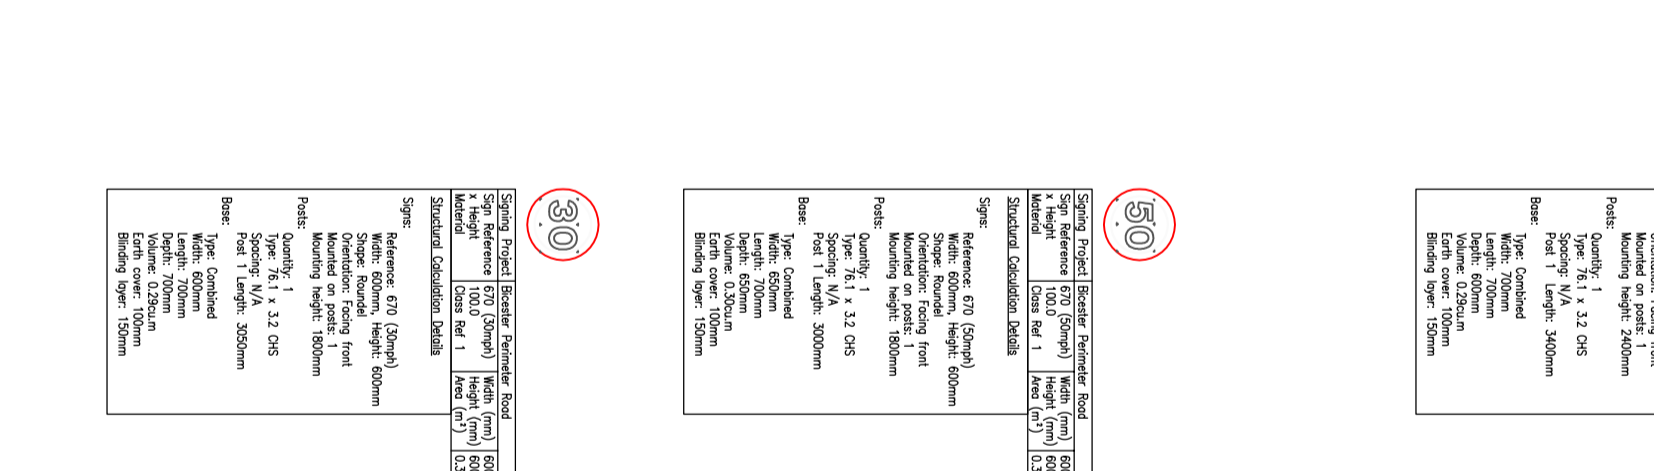 30
Signing Project Bicester Perimeter Road
Sign Reference 670 (30mph) Width (mm)
x Height 100.0 Height (mm)
Material Class Ref 1 Area (m²)
Structural Calculation Details
Signs:
Reference: 670 (30mph)
Width: 600mm, Height: 600mm
Shape: Roundel
Orientation: Facing front
Mounted on posts: 1
Mounting height: 1800mm
Posts:
Quantity: 1
Type: 76.1 x 3.2 CHS
Spacing: N/A
Post 1 Length: 3050mm
Base:
Type: Combined
Width: 600mm
Length: 700mm
Depth: 700mm
Volume: 0.29cu.m
Earth cover: 100mm
Blinding layer: 150mm
50
Signing Project Bicester Perimeter Road
Sign Reference 670 (50mph) Width (mm)
x Height 100.0 Height (mm)
Material Class Ref 1 Area (m²)
Structural Calculation Details
Signs:
Reference: 670 (50mph)
Width: 600mm, Height: 600mm
Shape: Roundel
Orientation: Facing front
Mounted on posts: 1
Mounting height: 1800mm
Posts:
Quantity: 1
Type: 76.1 x 3.2 CHS
Spacing: N/A
Post 1 Length: 3000mm
Base:
Type: Combined
Width: 650mm
Length: 700mm
Depth: 650mm
Volume: 0.30cu.m
Earth cover: 100mm
Blinding layer: 150mm
Mounted on posts: 1
Mounting height: 2400mm
Posts:
Quantity: 1
Type: 76.1 x 3.2 CHS
Spacing: N/A
Post 1 Length: 3400mm
Base:
Type: Combined
Width: 700mm
Length: 700mm
Depth: 600mm
Volume: 0.29cu.m
Earth cover: 100mm
Blinding layer: 150mm